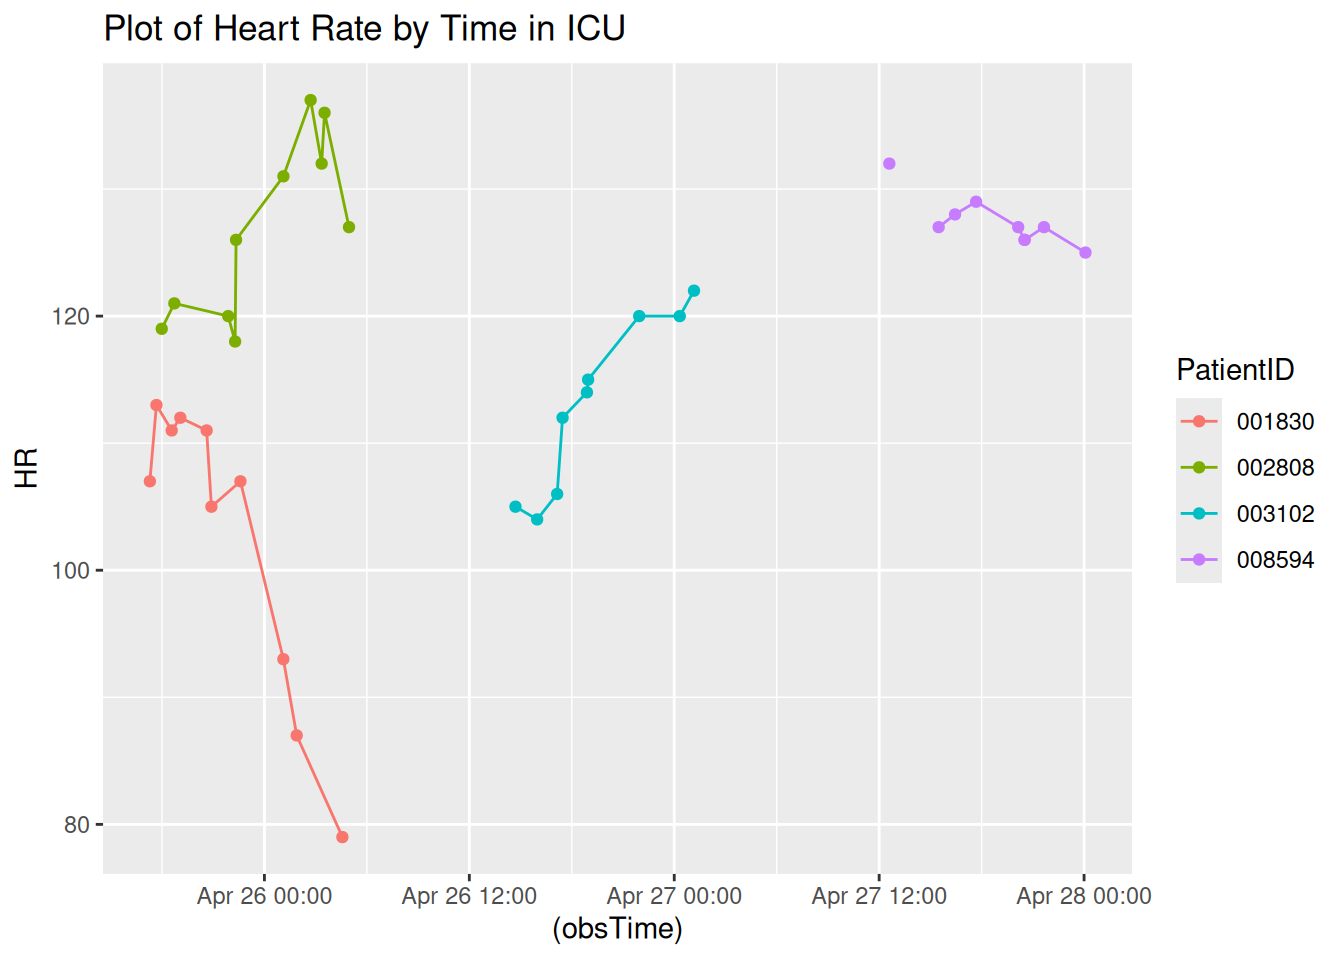 Plot of Heart Rate by Time in ICU
HR
120
100
80
Apr 26 00:00
Apr 26 12:00
Apr 27 00:00
Apr 27 12:00
Apr 28 00:00
(obsTime)
PatientID
001830
002808
003102
008594